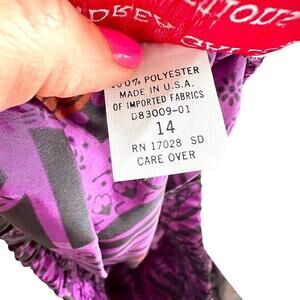 100% POLYESTER
MADE IN U.S.A.
OF IMPORTED FABRICS
D83009-01
14
RN 17028 SD
CARE OVER